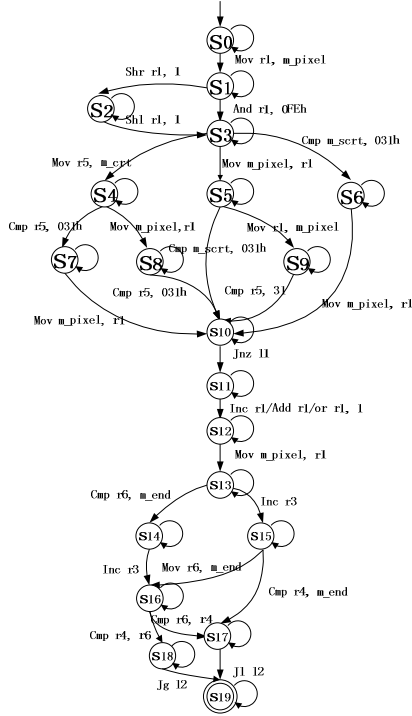 S0
Mov r1, m_pixel
Shr r1, 1
S1
S2
And r1, 0FEh
Shl r1, 1
S3
Cmp m_scrt, 031h
Mov r5, m_crt
Mov m_pixel, r1
S4
S5
S6
Cmp r5, 031h
Mov m_pixel,r1
Mov r1, m_pixel
Cmp m_scrt, 031h
S7
S8
S9
Cmp r5, 031h
Cmp r5, 31
Mov m_pixel, r1
Mov m_pixel, r1
S10
Jnz l1
S11
Inc r1/Add r1/or r1, 1
S12
Mov m_pixel, r1
S13
Cmp r6, m_end
Inc r3
S14
S15
Inc r3
Mov r6, m_end
Cmp r4, m_end
S16
Cmp r6, r4
Cmp r4, r6
S17
S18
Jg l2
Jl l2
S19